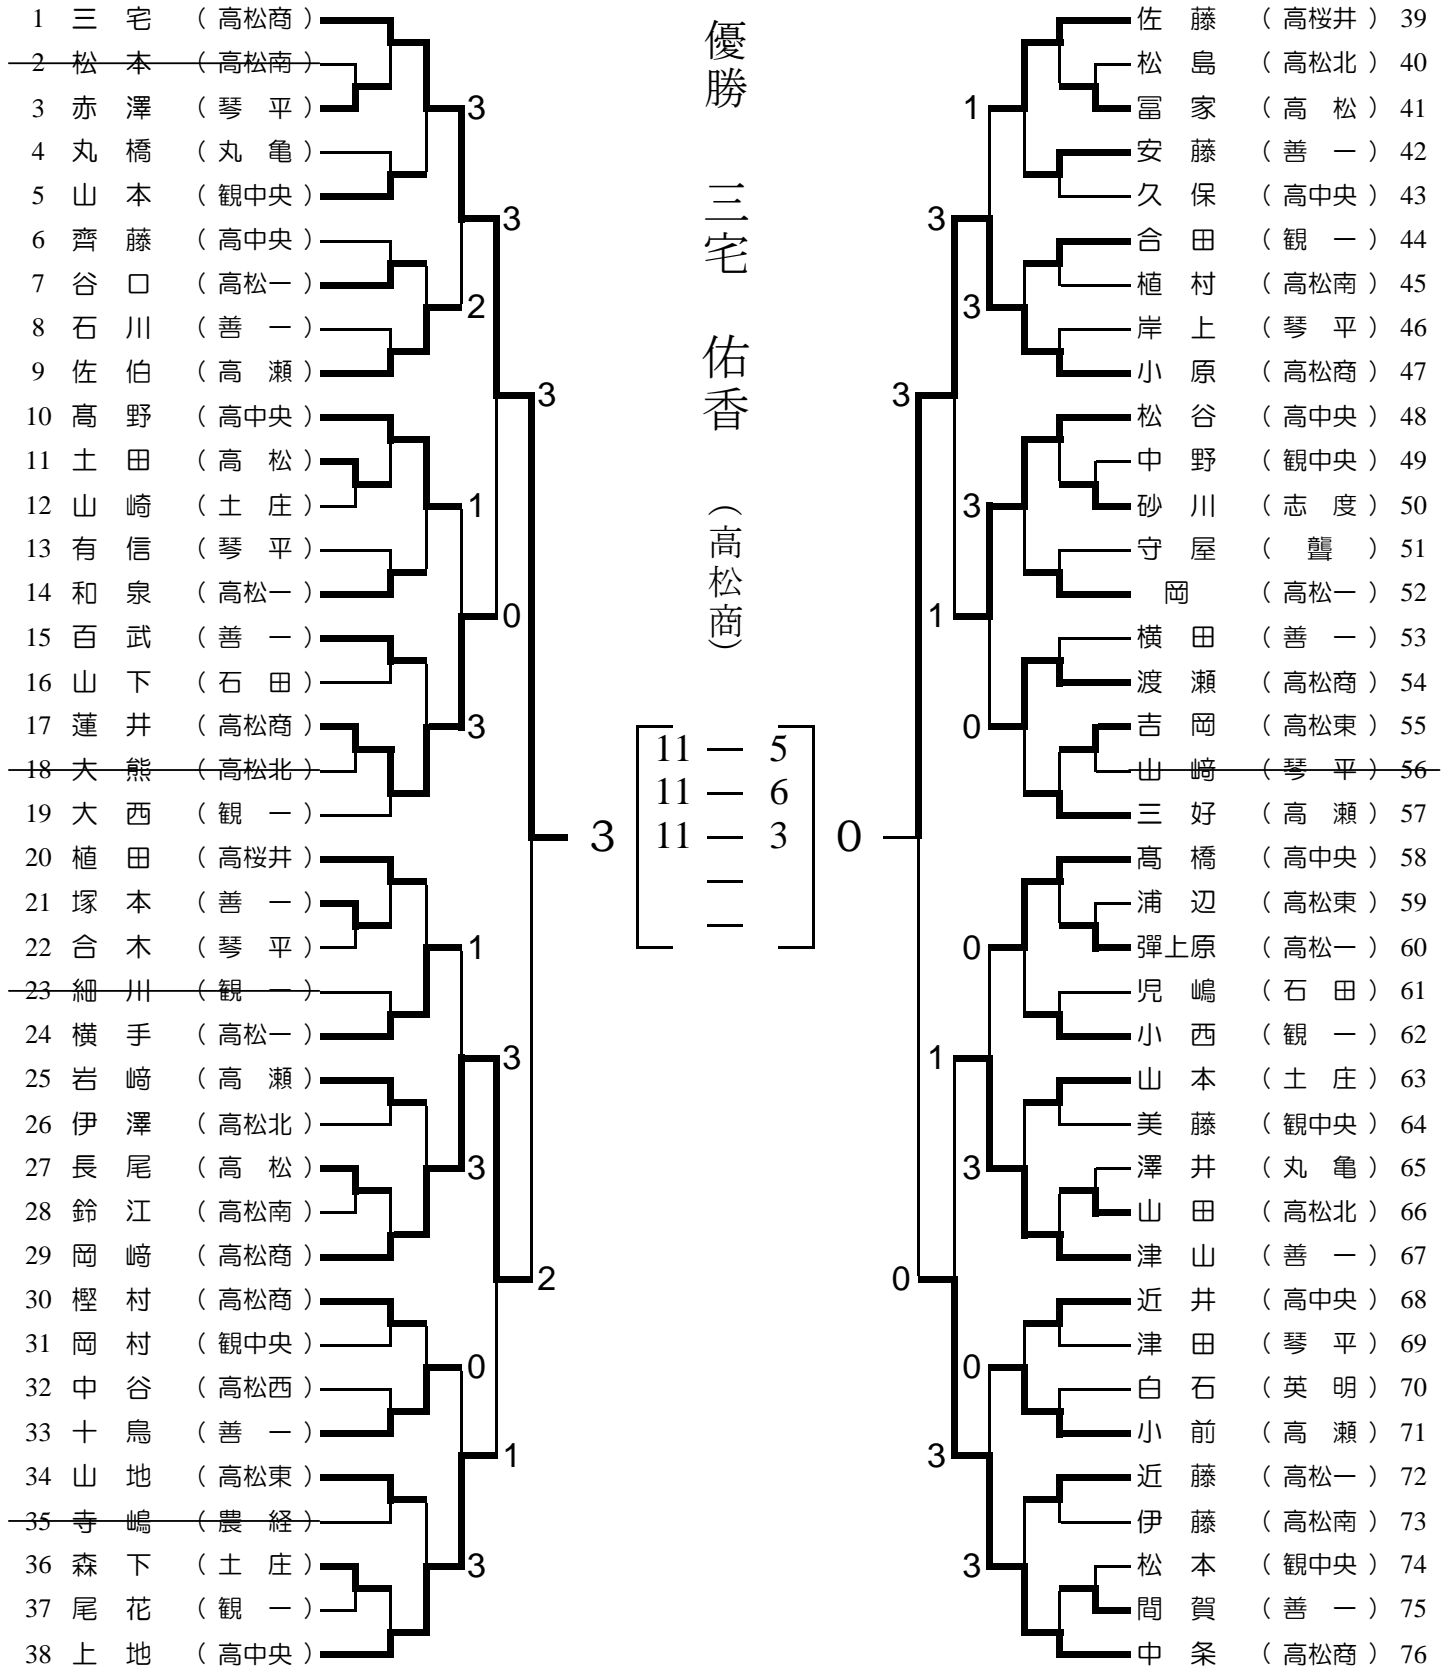 1 三宅 （高松商）
2 松本 （高松南）
3 赤澤 （琴平）
4 丸橋 （丸亀）
5 山本 （観中央）
6 齊藤 （高中央）
7 谷口 （高松一）
8 石川 （善一）
9 佐伯 （高瀬）
10 髙野 （高中央）
11 土田 （高松）
12 山崎 （土庄）
13 有信 （琴平）
14 和泉 （高松一）
15 百武 （善一）
16 山下 （石田）
17 蓮井 （高松商）
18 大熊 （高松北）
19 大西 （観一）
20 植田 （高桜井）
21 塚本 （善一）
22 合木 （琴平）
23 細川 （観一）
24 横手 （高松一）
25 岩﨑 （高瀬）
26 伊澤 （高松北）
27 長尾 （高松）
28 鈴江 （高松南）
29 岡﨑 （高松商）
30 樫村 （高松商）
31 岡村 （観中央）
32 中谷 （高松西）
33 十鳥 （善一）
34 山地 （高松東）
35 寺嶋 （農経）
36 森下 （土庄）
37 尾花 （観一）
38 上地 （高中央）
3
3
2
3
1
0
3
1
3
3
2
0
1
3
優勝 三宅 佑香 （高松商）
3
11 — 5
11 — 6
11 — 3
—
—
0
1
3
3
3
3
1
0
0
1
3
0
0
3
3
佐藤 （高桜井） 39
松島 （高松北） 40
冨家 （高松） 41
安藤 （善一） 42
久保 （高中央） 43
合田 （観一） 44
植村 （高松南） 45
岸上 （琴平） 46
小原 （高松商） 47
松谷 （高中央） 48
中野 （観中央） 49
砂川 （志度） 50
守屋 （聾） 51
岡 （高松一） 52
横田 （善一） 53
渡瀬 （高松商） 54
吉岡 （高松東） 55
山﨑 （琴平） 56
三好 （高瀬） 57
髙橋 （高中央） 58
浦辺 （高松東） 59
彈上原 （高松一） 60
児嶋 （石田） 61
小西 （観一） 62
山本 （土庄） 63
美藤 （観中央） 64
澤井 （丸亀） 65
山田 （高松北） 66
津山 （善一） 67
近井 （高中央） 68
津田 （琴平） 69
白石 （英明） 70
小前 （高瀬） 71
近藤 （高松一） 72
伊藤 （高松南） 73
松本 （観中央） 74
間賀 （善一） 75
中条 （高松商） 76